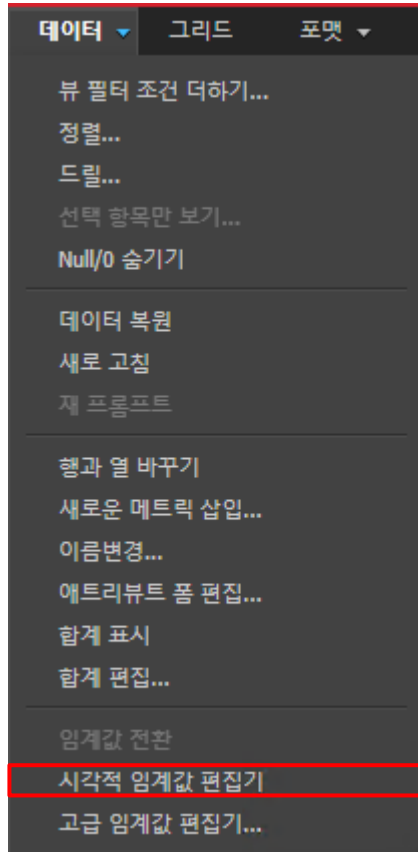 데이터 그리드 포맷
뷰 필터 조건 더하기...
정렬...
드릴...
선택 항목만 보기...
Null/0 숨기기
데이터 복원
새로 고침
재 프롬프트
행과 열 바꾸기
새로운 메트릭 삽입...
이름변경...
애트리뷰트 폼 편집...
합계 표시
합계 편집...
임계값 전환
시각적 임계값 편집기
고급 임계값 편집기...